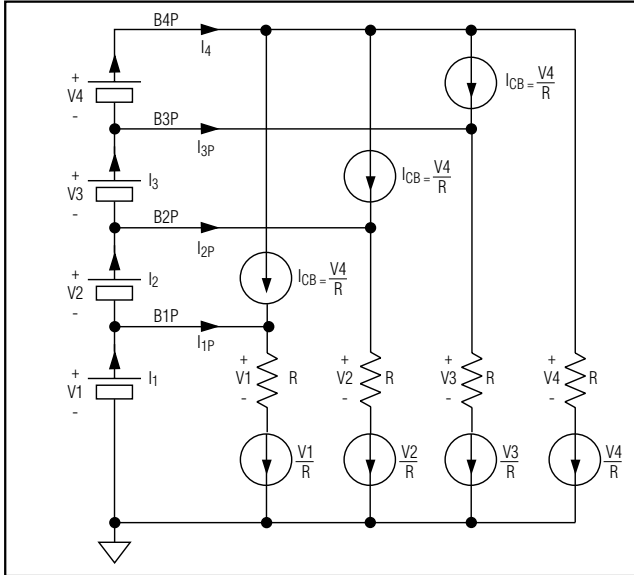 B4P
I4
+
V4
-
ICB = V4/R
B3P
I3P
+
V3
-
I3
ICB = V4/R
B2P
I2P
+
V2
-
I2
ICB = V4/R
B1P
I1P
+
V1
-
I1
+
V1
-
R
+
V2
-
R
+
V3
-
R
+
V4
-
R
V1/R
V2/R
V3/R
V4/R